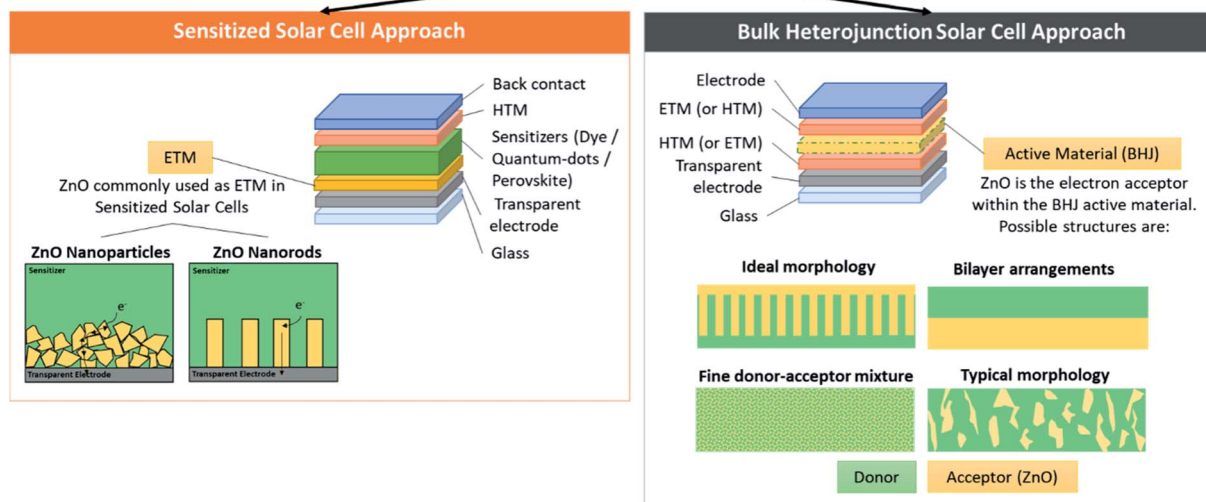 Sensitized Solar Cell Approach
Back contact
HTM
Sensitizers (Dye /
Quantum-dots /
Perovskite)
Transparent
electrode
Glass
ETM
ZnO commonly used as ETM in
Sensitized Solar Cells
ZnO Nanoparticles
ZnO Nanorods
Sensitizer
e-
Transparent Electrode
Sensitizer
e-
Transparent Electrode
Bulk Heterojunction Solar Cell Approach
Electrode
ETM (or HTM)
HTM (or ETM)
Transparent
electrode
Glass
Active Material (BHJ)
ZnO is the electron acceptor
within the BHJ active material.
Possible structures are:
Ideal morphology
Bilayer arrangements
Fine donor-acceptor mixture
Typical morphology
Donor
Acceptor (ZnO)